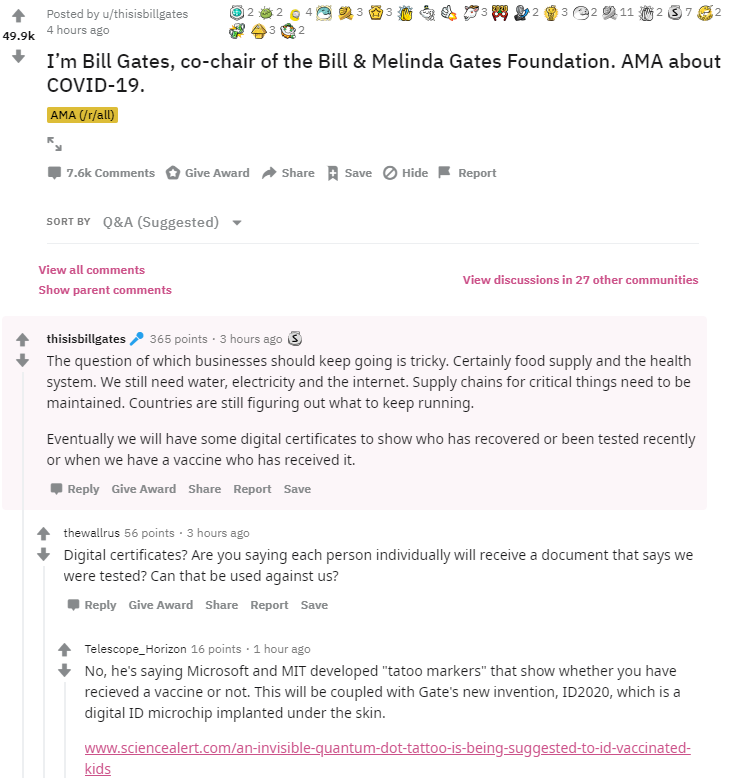 Posted by u/thisisbillgates
2 2 4 3 3 3 2 3 2 11 2 7 2
49.9k
4 hours ago
3 2
I'm Bill Gates, co-chair of the Bill & Melinda Gates Foundation. AMA about
COVID-19.
AMA (/r/all)
7.6k Comments Give Award Share Save Hide Report
SORT BY Q&A (Suggested)
View all comments
Show parent comments
View discussions in 27 other communities
thisisbillgates 365 points · 3 hours ago S
The question of which businesses should keep going is tricky. Certainly food supply and the health
system. We still need water, electricity and the internet. Supply chains for critical things need to be
maintained. Countries are still figuring out what to keep running.
Eventually we will have some digital certificates to show who has recovered or been tested recently
or when we have a vaccine who has received it.
Reply Give Award Share Report Save
thewallrus 56 points · 3 hours ago
Digital certificates? Are you saying each person individually will receive a document that says we
were tested? Can that be used against us?
Reply Give Award Share Report Save
Telescope_Horizon 16 points · 1 hour ago
No, he's saying Microsoft and MIT developed "tatoo markers" that show whether you have
recieved a vaccine or not. This will be coupled with Gate's new invention, ID2020, which is a
digital ID microchip implanted under the skin.
www.sciencealert.com/an-invisible-quantum-dot-tattoo-is-being-suggested-to-id-vaccinated-
kids